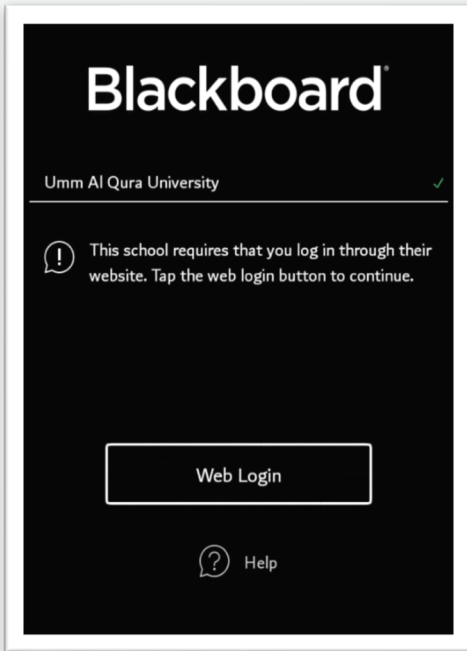 Blackboard®
Umm Al Qura University
This school requires that you log in through their
website. Tap the web login button to continue.
Web Login
Help